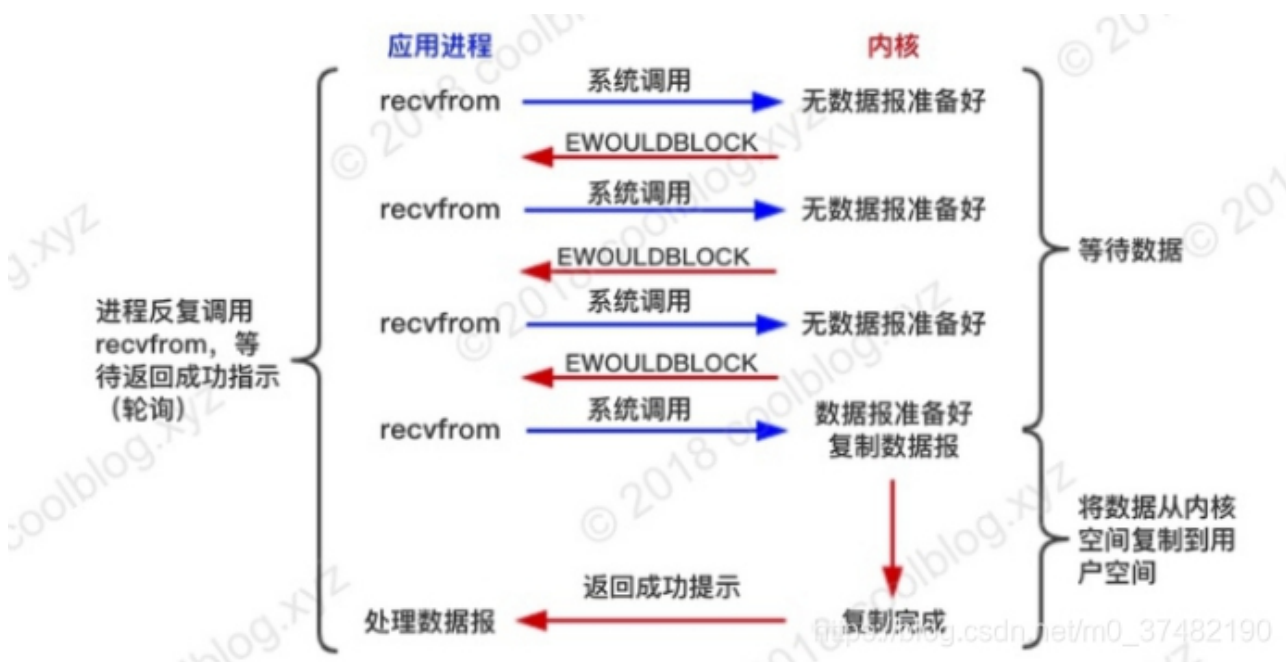 应用进程
内核
recvfrom
系统调用
无数据报准备好
EWOULDBLOCK
recvfrom
系统调用
无数据报准备好
EWOULDBLOCK
等待数据
进程反复调用
recvfrom，等
待返回成功指示
（轮询）
recvfrom
系统调用
无数据报准备好
EWOULDBLOCK
recvfrom
系统调用
数据报准备好
复制数据报
将数据从内核
空间复制到用
户空间
处理数据报
返回成功提示
复制完成
© 2018 coolblog.xyz
https://blog.csdn.net/m0_37482190